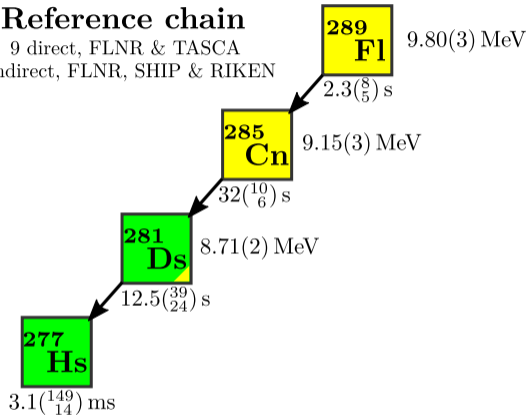 Reference chain
9 direct, FLNR & TASCA
ndirect, FLNR, SHIP & RIKEN
289
Fl
9.80(3) MeV
2.3(8 5) s
285
Cn
9.15(3) MeV
32(10 6) s
281
Ds
8.71(2) MeV
12.5(39 24) s
277
Hs
3.1(149 14) ms